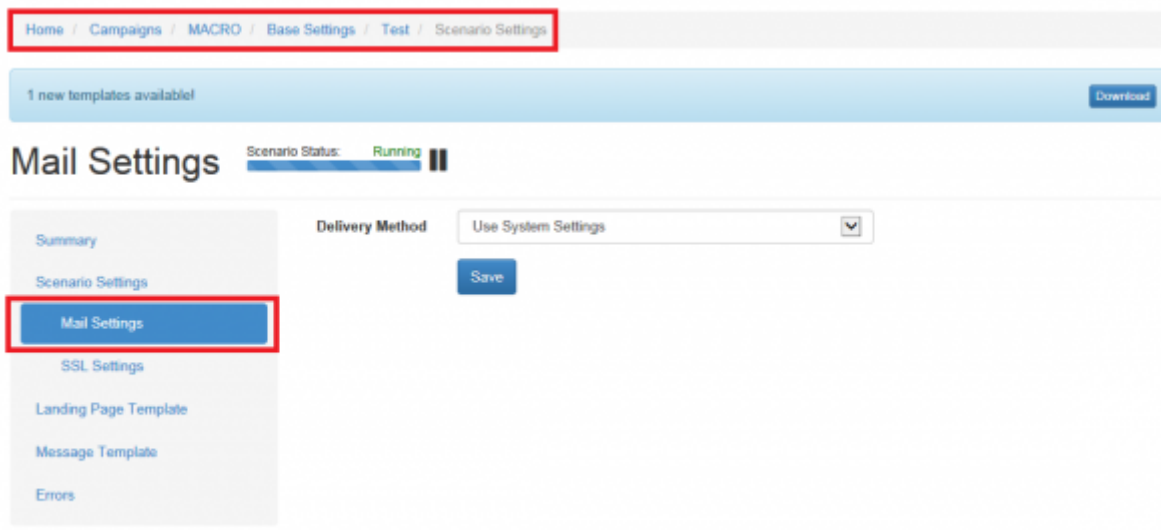 Home / Campaigns / MACRO / Base Settings / Test / Scenario Settings
1 new templates available!
Download
Mail Settings
Scenario Status: Running
Delivery Method
Use System Settings
Save
Summary
Scenario Settings
Mail Settings
SSL Settings
Landing Page Template
Message Template
Errors